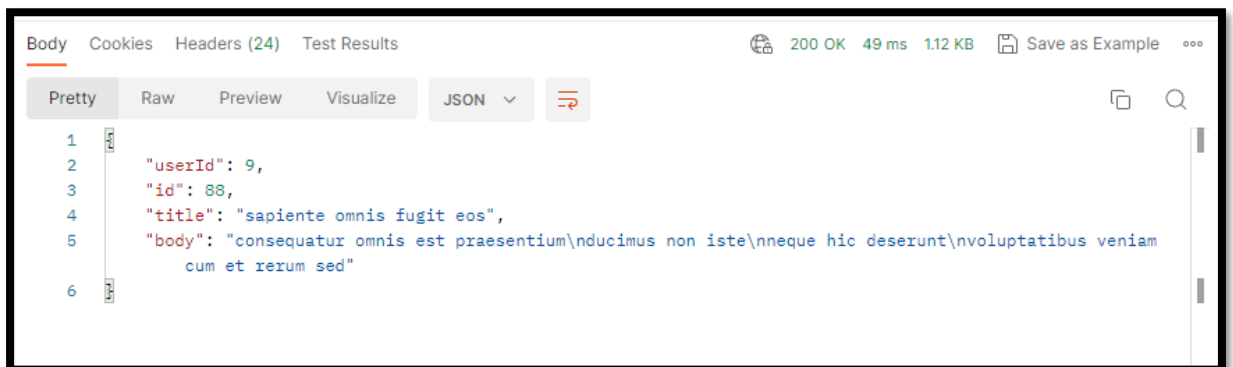 Body Cookies Headers (24) Test Results 200 OK 49 ms 1.12 KB Save as Example
Pretty Raw Preview Visualize JSON
1 {
2 "userId": 9,
3 "id": 88,
4 "title": "sapiente omnis fugit eos",
5 "body": "consequatur omnis est praesentium\nducimus non iste\nneque hic deserunt\nvoluptatibus veniam
cum et rerum sed"
6 }